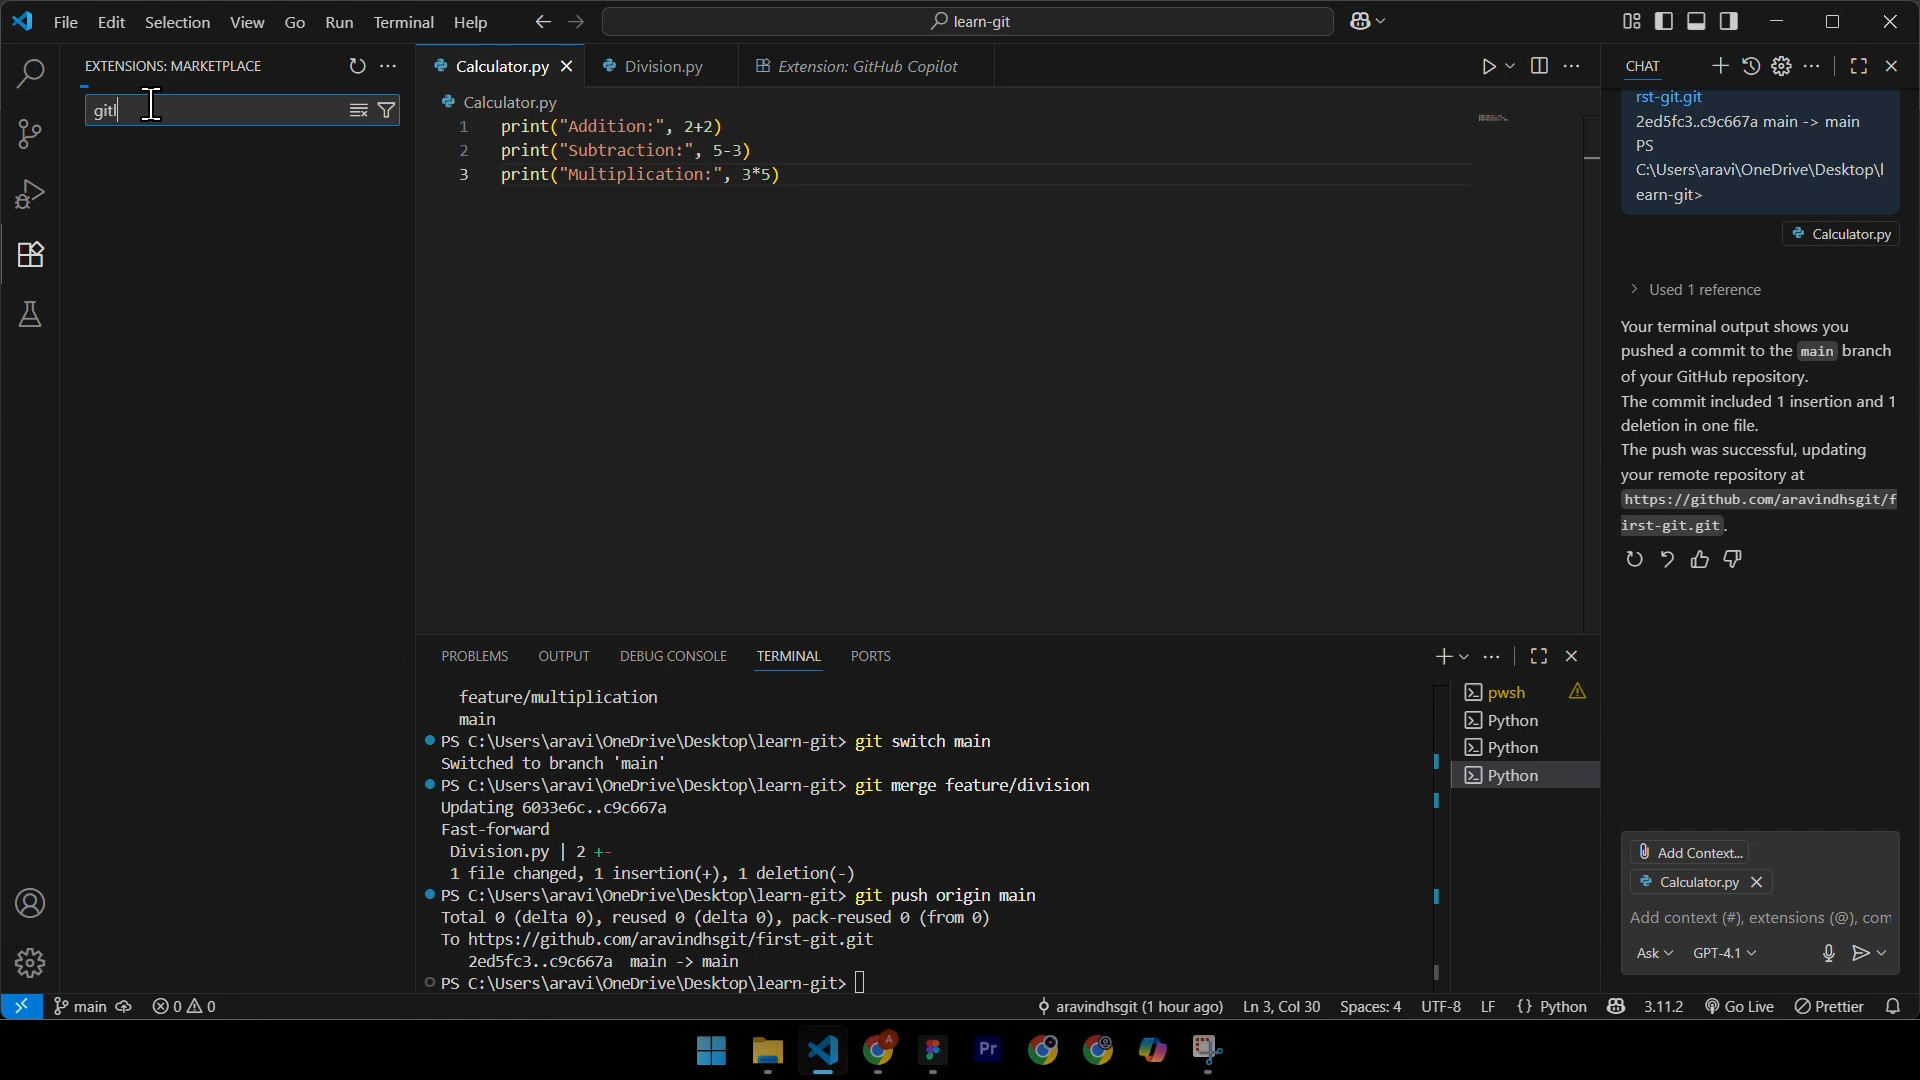 File Edit Selection View Go Run Terminal Help
learn-git
EXTENSIONS: MARKETPLACE
gitl
Calculator.py
Division.py
Extension: GitHub Copilot
Calculator.py
1 print("Addition:", 2+2)
2 print("Subtraction:", 5-3)
3 print("Multiplication:", 3*5)
PROBLEMS OUTPUT DEBUG CONSOLE TERMINAL PORTS
feature/multiplication
main
PS C:\Users\aravi\OneDrive\Desktop\learn-git> git switch main
Switched to branch 'main'
PS C:\Users\aravi\OneDrive\Desktop\learn-git> git merge feature/division
Updating 6033e6c..c9c667a
Fast-forward
Division.py | 2 +-
1 file changed, 1 insertion(+), 1 deletion(-)
PS C:\Users\aravi\OneDrive\Desktop\learn-git> git push origin main
Total 0 (delta 0), reused 0 (delta 0), pack-reused 0 (from 0)
To https://github.com/aravindhsgit/first-git.git
2ed5fc3..c9c667a main -> main
PS C:\Users\aravi\OneDrive\Desktop\learn-git>
pwsh
Python
Python
Python
CHAT
rst-git.git
2ed5fc3..c9c667a main -> main
PS
C:\Users\aravi\OneDrive\Desktop\l
earn-git>
Calculator.py
Used 1 reference
Your terminal output shows you
pushed a commit to the main branch
of your GitHub repository.
The commit included 1 insertion and 1
deletion in one file.
The push was successful, updating
your remote repository at
https://github.com/aravindhsgit/f
irst-git.git.
Add Context...
Calculator.py
Add context (#), extensions (@), com
Ask GPT-4.1
main 0 0 aravindhsgit (1 hour ago) Ln 3, Col 30 Spaces: 4 UTF-8 LF {} Python 3.11.2 Go Live Prettier
A
Pr